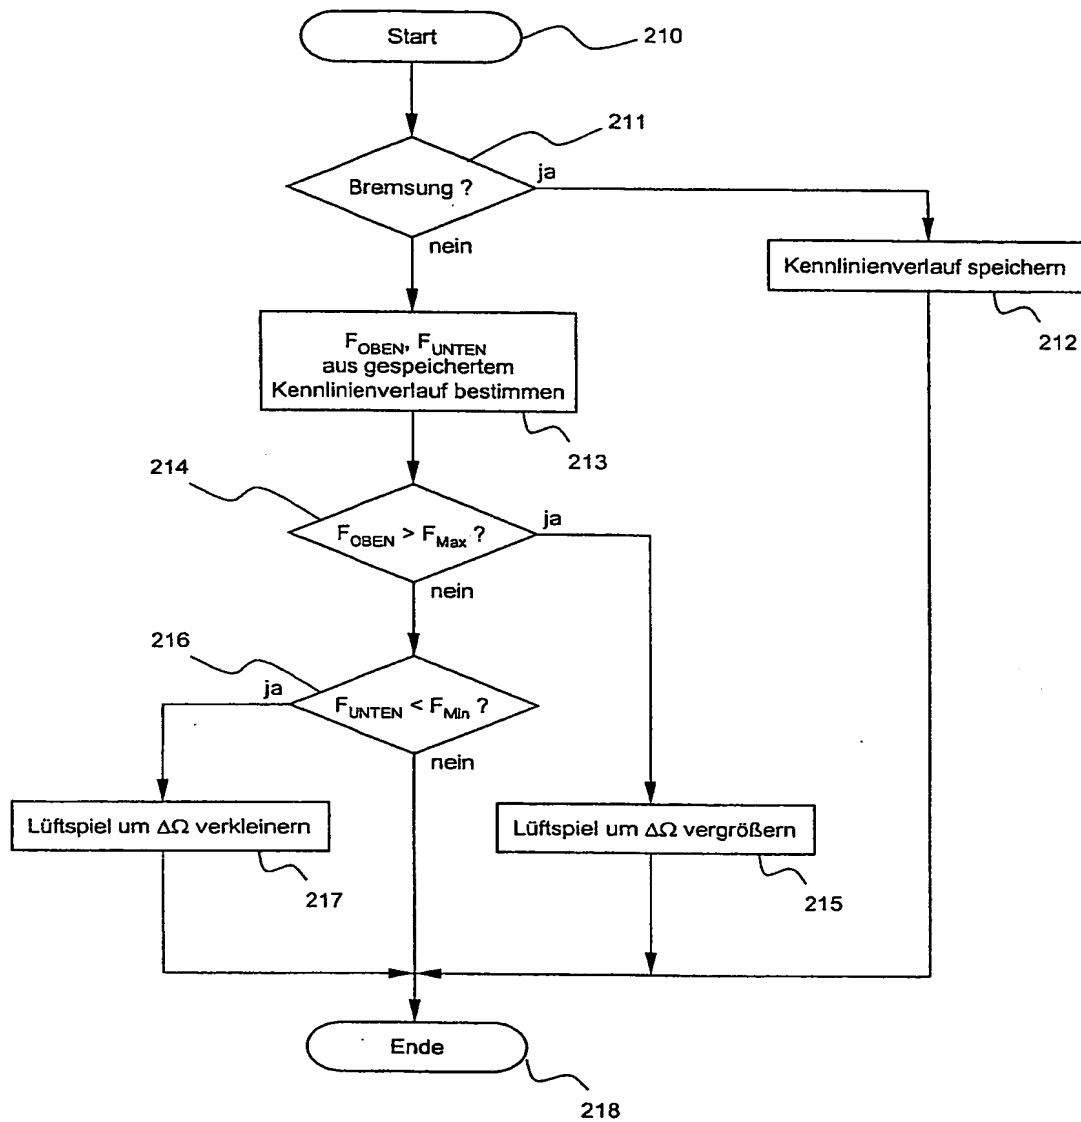 Start
210
211
Bremsung ?
ja
nein
Kennlinienverlauf speichern
212
F_OBEN, F_UNTEN
aus gespeichertem
Kennlinienverlauf bestimmen
213
214
F_OBEN > F_Max ?
ja
nein
216
ja
F_UNTEN < F_Min ?
nein
Lüftspiel um ΔΩ verkleinern
217
Lüftspiel um ΔΩ vergrößern
215
Ende
218